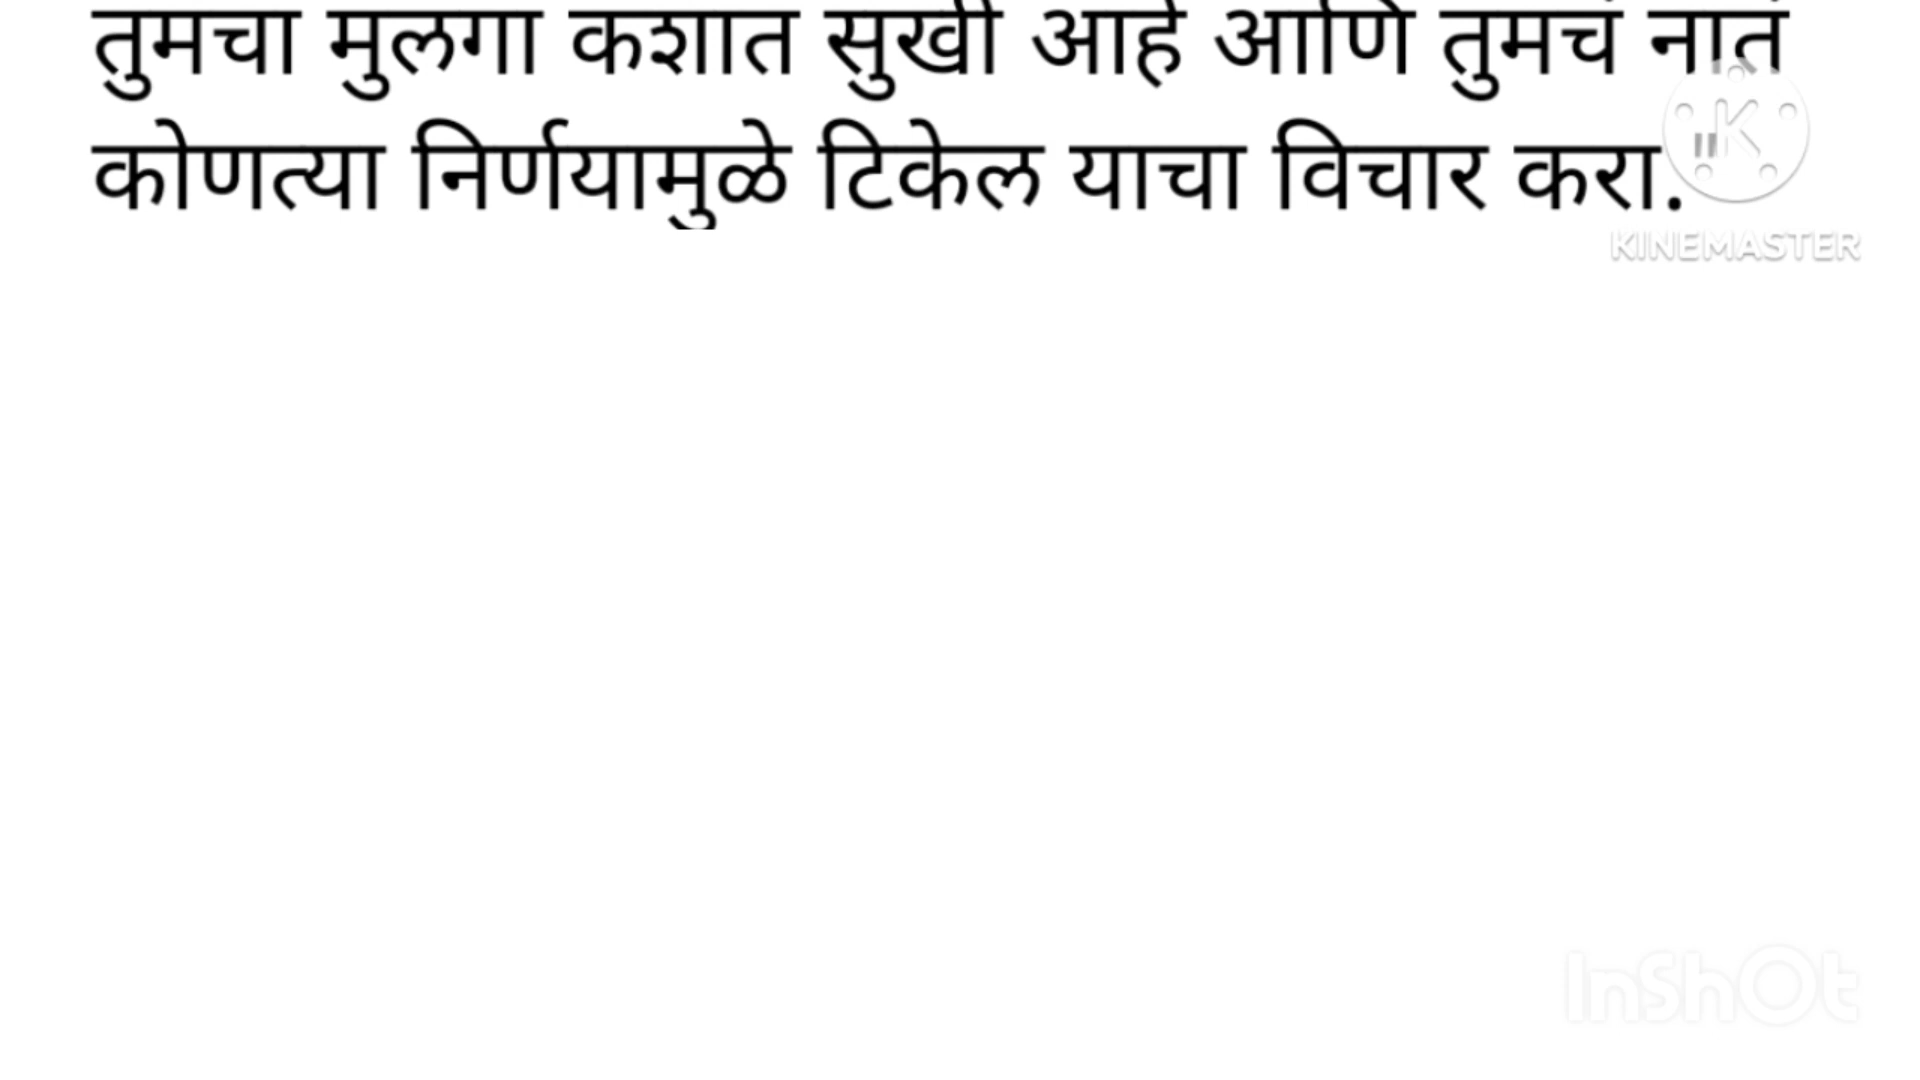 तुमचा मुलगा कशात सुखी आहे आणि तुमचं नातं
कोणत्या निर्णयामुळे टिकेल याचा विचार करा.
K
KINEMASTER
InShOt